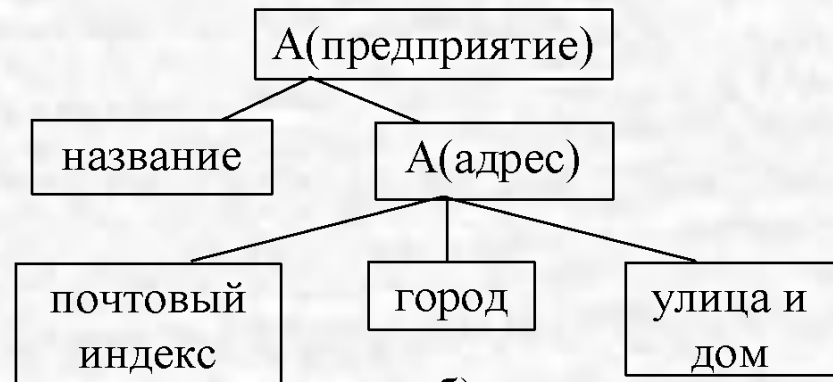 А(предприятие)
название
А(адрес)
почтовый
индекс
город
улица и
дом